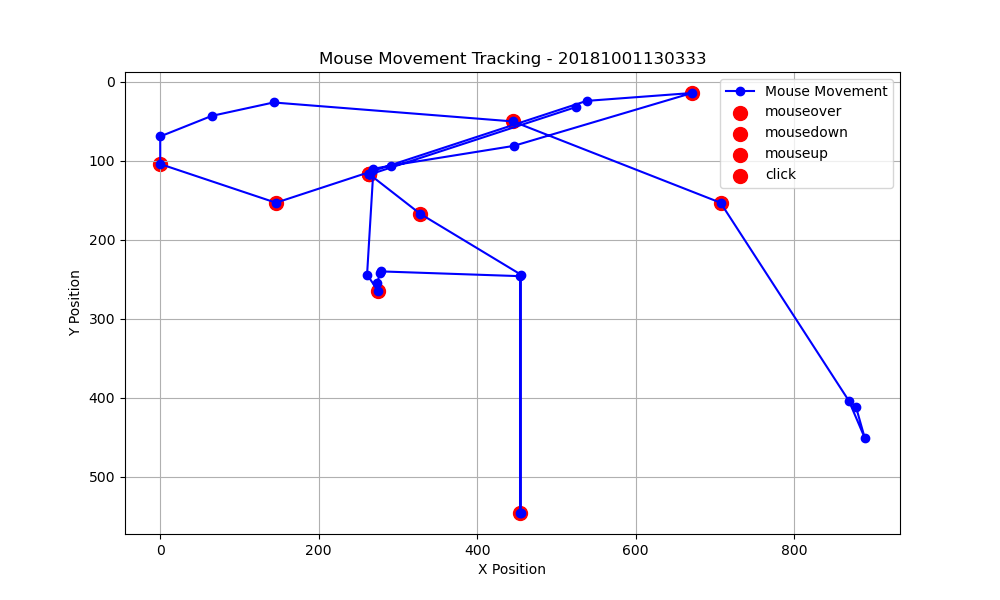 Mouse Movement Tracking - 20181001130333
Mouse Movement
mouseover
mousedown
mouseup
click
0
100
200
300
400
500
Y Position
0 200 400 600 800
X Position